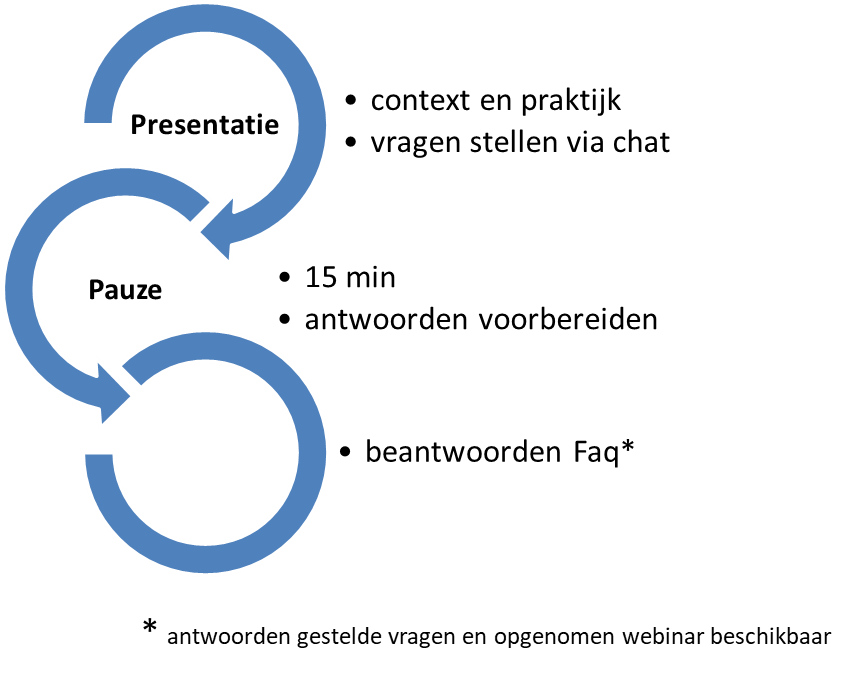 Presentatie
• context en praktijk
• vragen stellen via chat
Pauze
• 15 min
• antwoorden voorbereiden
• beantwoorden Faq*
* antwoorden gestelde vragen en opgenomen webinar beschikbaar